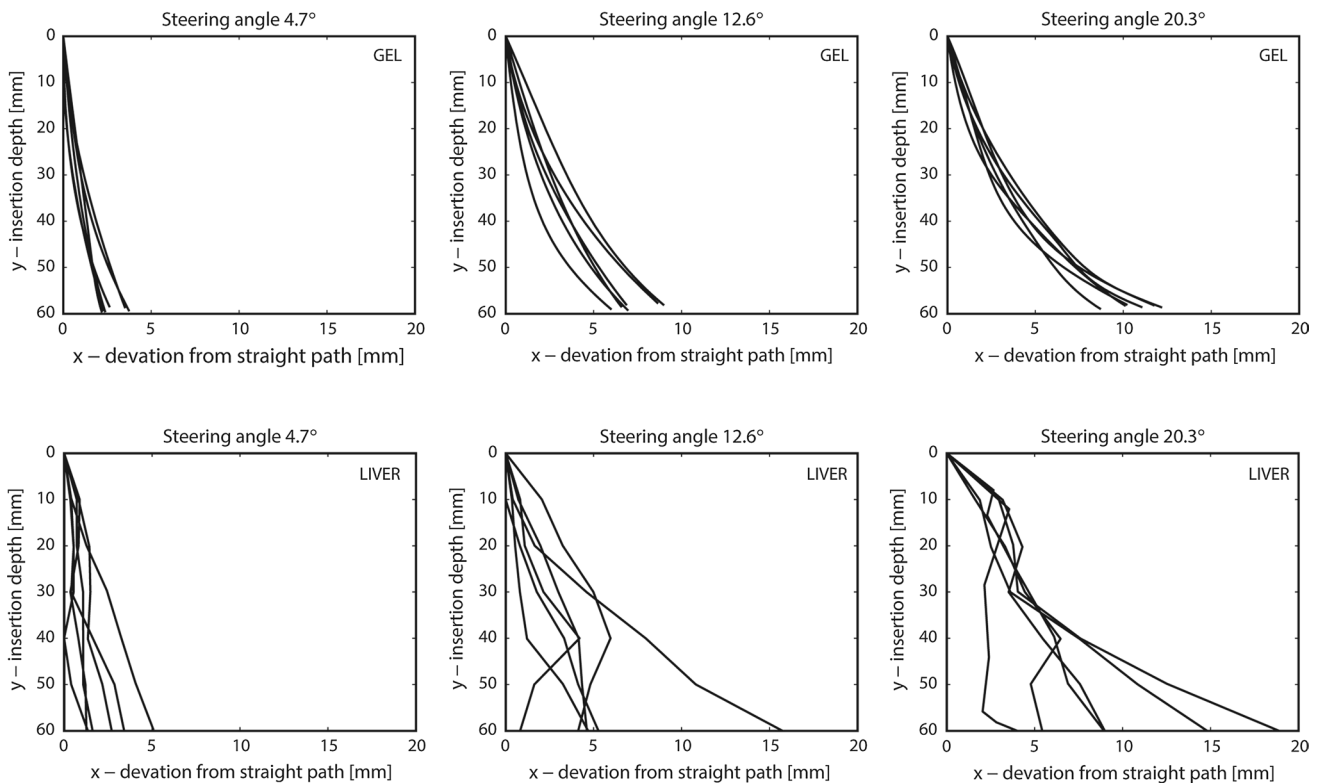 Steering angle 4.7°
Steering angle 12.6°
Steering angle 20.3°
0
10
20
30
40
50
60
y – insertion depth [mm]
GEL
0 5 10 15 20
x – devation from straight path [mm]
0
10
20
30
40
50
60
y – insertion depth [mm]
GEL
0 5 10 15 20
x – devation from straight path [mm]
0
10
20
30
40
50
60
y – insertion depth [mm]
GEL
0 5 10 15 20
x – devation from straight path [mm]
Steering angle 4.7°
Steering angle 12.6°
Steering angle 20.3°
0
10
20
30
40
50
60
y – insertion depth [mm]
LIVER
0 5 10 15 20
x – devation from straight path [mm]
0
10
20
30
40
50
60
y – insertion depth [mm]
LIVER
0 5 10 15 20
x – devation from straight path [mm]
0
10
20
30
40
50
60
y – insertion depth [mm]
LIVER
0 5 10 15 20
x – devation from straight path [mm]